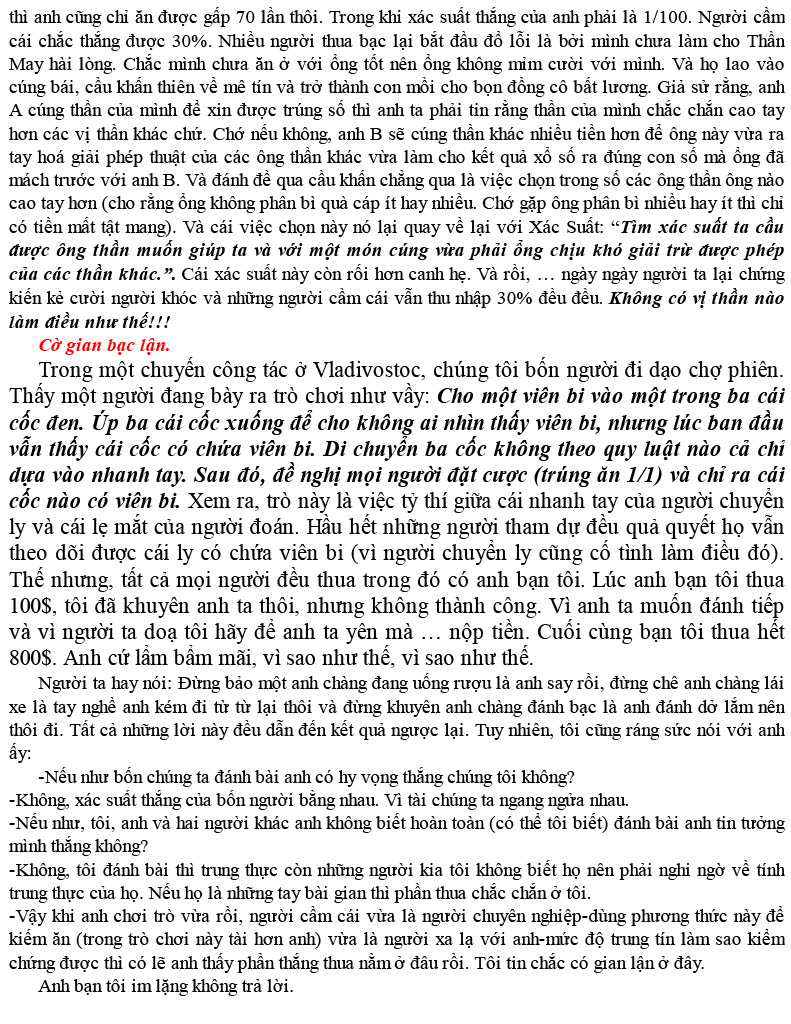 thì anh cũng chỉ ăn được gấp 70 lần thôi. Trong khi xác suất thắng của anh phải là 1/100. Người cầm
cái chắc thắng được 30%. Nhiều người thua bạc lại bắt đầu đổ lỗi là bởi mình chưa làm cho Thần
May hài lòng. Chắc mình chưa ăn ở với ổng tốt nên ổng không mỉm cười với mình. Và họ lao vào
cúng bái, cầu khấn thiên về mê tín và trở thành con mồi cho bọn đồng cô bất lương. Giả sử rằng, anh
A cúng thần của mình để xin được trúng số thì anh ta phải tin rằng thần của mình chắc chắn cao tay
hơn các vị thần khác chứ. Chớ nếu không, anh B sẽ cúng thần khác nhiều tiền hơn để ông này vừa ra
tay hoá giải phép thuật của các ông thần khác vừa làm cho kết quả xổ số ra đúng con số mà ổng đã
mách trước với anh B. Và đánh đề qua cầu khấn chẳng qua là việc chọn trong số các ông thần ông nào
cao tay hơn (cho rằng ổng không phân bì quà cáp ít hay nhiều. Chớ gặp ông phân bì nhiều hay ít thì chỉ
có tiền mất tật mang). Và cái việc chọn này nó lại quay về lại với Xác Suất: “Tìm xác suất ta cầu
được ông thần muốn giúp ta và với một món cúng vừa phải ổng chịu khó giải trừ được phép
của các thần khác.”. Cái xác suất này còn rối hơn canh hẹ. Và rồi, … ngày ngày người ta lại chứng
kiến kẻ cười người khóc và những người cầm cái vẫn thu nhập 30% đều đều. Không có vị thần nào
làm điều như thế!!!
Cờ gian bạc lận.
Trong một chuyến công tác ở Vladivostoc, chúng tôi bốn người đi dạo chợ phiên.
Thấy một người đang bày ra trò chơi như vầy: Cho một viên bi vào một trong ba cái
cốc đen. Úp ba cái cốc xuống để cho không ai nhìn thấy viên bi, nhưng lúc ban đầu
vẫn thấy cái cốc có chứa viên bi. Di chuyển ba cốc không theo quy luật nào cả chỉ
dựa vào nhanh tay. Sau đó, đề nghị mọi người đặt cược (trúng ăn 1/1) và chỉ ra cái
cốc nào có viên bi. Xem ra, trò này là việc tỷ thí giữa cái nhanh tay của người chuyển
ly và cái lẹ mắt của người đoán. Hầu hết những người tham dự đều quả quyết họ vẫn
theo dõi được cái ly có chứa viên bi (vì người chuyển ly cũng cố tình làm điều đó).
Thế nhưng, tất cả mọi người đều thua trong đó có anh bạn tôi. Lúc anh bạn tôi thua
100$, tôi đã khuyên anh ta thôi, nhưng không thành công. Vì anh ta muốn đánh tiếp
và vì người ta doạ tôi hãy để anh ta yên mà … nộp tiền. Cuối cùng bạn tôi thua hết
800$. Anh cứ lẩm bẩm mãi, vì sao như thế, vì sao như thế.
Người ta hay nói: Đừng bảo một anh chàng đang uống rượu là anh say rồi, đừng chê anh chàng lái
xe là tay nghề anh kém đi từ từ lại thôi và đừng khuyên anh chàng đánh bạc là anh đánh dở lắm nên
thôi đi. Tất cả những lời này đều dẫn đến kết quả ngược lại. Tuy nhiên, tôi cũng ráng sức nói với anh
ấy:
-Nếu như bốn chúng ta đánh bài anh có hy vọng thắng chúng tôi không?
-Không, xác suất thắng của bốn người bằng nhau. Vì tài chúng ta ngang ngửa nhau.
-Nếu như, tôi, anh và hai người khác anh không biết hoàn toàn (có thể tôi biết) đánh bài anh tin tưởng
mình thắng không?
-Không, tôi đánh bài thì trung thực còn những người kia tôi không biết họ nên phải nghi ngờ về tính
trung thực của họ. Nếu họ là những tay bài gian thì phần thua chắc chắn ở tôi.
-Vậy khi anh chơi trò vừa rồi, người cầm cái vừa là người chuyên nghiệp-dùng phương thức này để
kiếm ăn (trong trò chơi này tài hơn anh) vừa là người xa lạ với anh-mức độ trung tín làm sao kiểm
chứng được thì có lẽ anh thấy phần thắng thua nằm ở đâu rồi. Tôi tin chắc có gian lận ở đây.
Anh bạn tôi im lặng không trả lời.